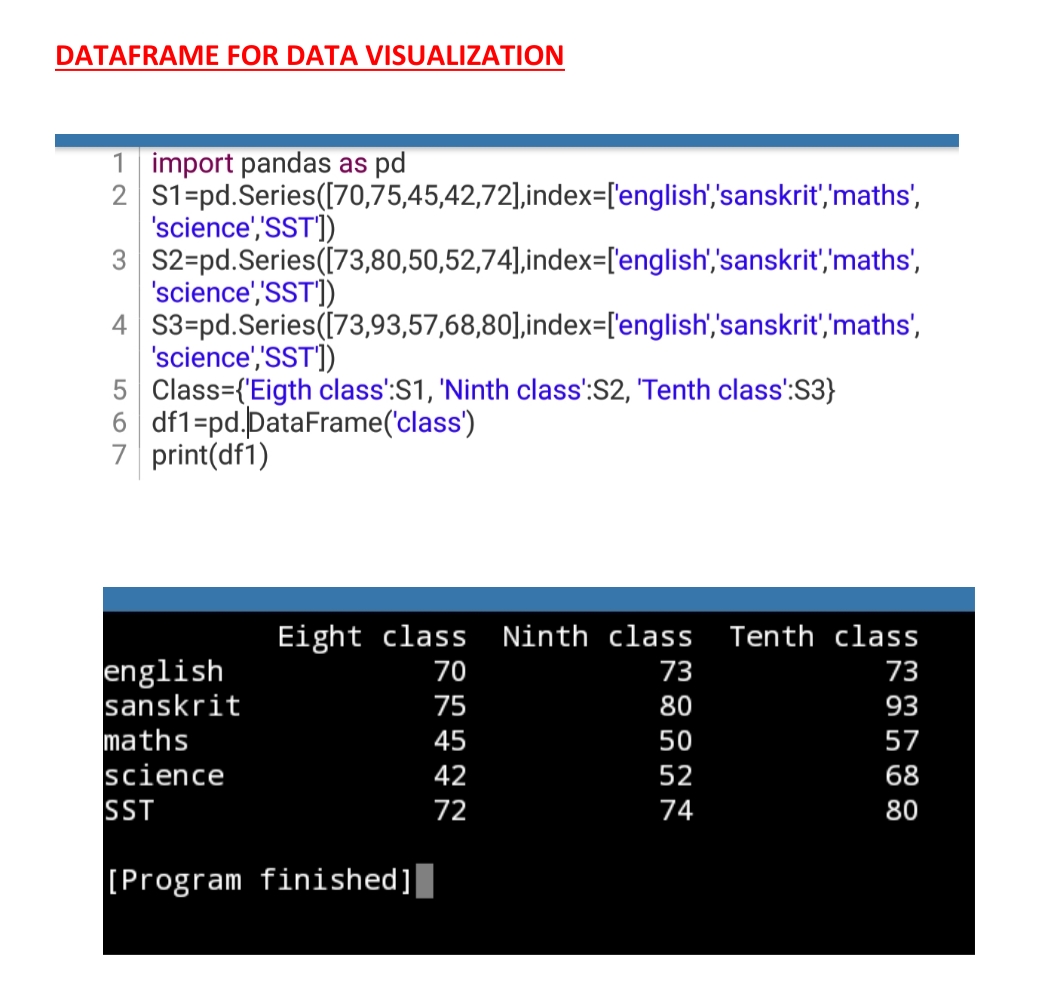 DATAFRAME FOR DATA VISUALIZATION
1 import pandas as pd
2 S1=pd.Series([70,75,45,42,72],index=['english','sanskrit','maths',
'science','SST'])
3 S2=pd.Series([73,80,50,52,74],index=['english','sanskrit','maths',
'science','SST'])
4 S3=pd.Series([73,93,57,68,80],index=['english','sanskrit','maths',
'science','SST'])
5 Class={'Eigth class':S1, 'Ninth class':S2, 'Tenth class':S3}
6 df1=pd.DataFrame('class')
7 print(df1)
Eight class Ninth class Tenth class
english 70 73 73
sanskrit 75 80 93
maths 45 50 57
science 42 52 68
SST 72 74 80
[Program finished]